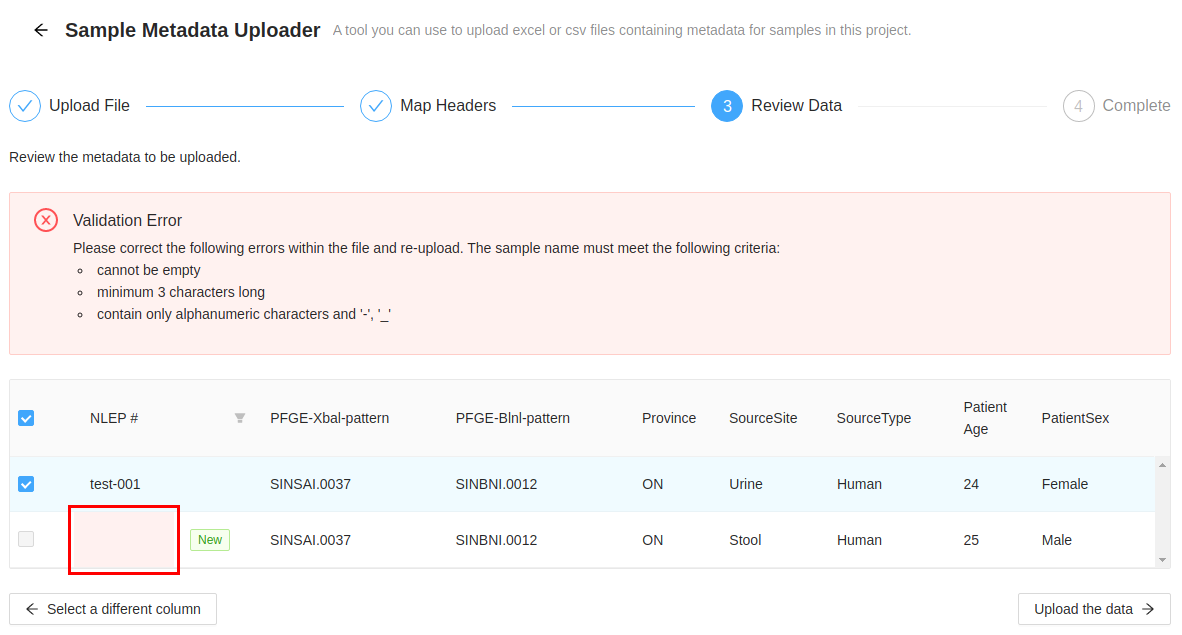 Sample Metadata Uploader A tool you can use to upload excel or csv files containing metadata for samples in this project.
Upload File Map Headers 3 Review Data 4 Complete
Review the metadata to be uploaded.
Validation Error
Please correct the following errors within the file and re-upload. The sample name must meet the following criteria:
cannot be empty
minimum 3 characters long
contain only alphanumeric characters and '-', '_'
NLEP # PFGE-Xbal-pattern PFGE-Blnl-pattern Province SourceSite SourceType Patient Age PatientSex
test-001 SINSAI.0037 SINBNI.0012 ON Urine Human 24 Female
New SINSAI.0037 SINBNI.0012 ON Stool Human 25 Male
Select a different column Upload the data